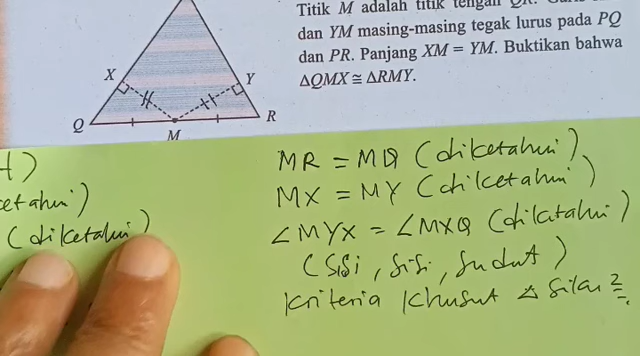 Titik M adalah titik tengah QR.
dan YM masing-masing tegak lurus pada PQ
dan PR. Panjang XM = YM. Buktikan bahwa
△QMX ≅ △RMY.
X
Y
Q
M
R
MR = MQ (diketahui)
MX = MY (diketahui)
∠MYX = ∠MXQ (diketahui)
(sisi, sisi, sudut)
kriteria khusus △ siku²
etahui)
(diketahui)